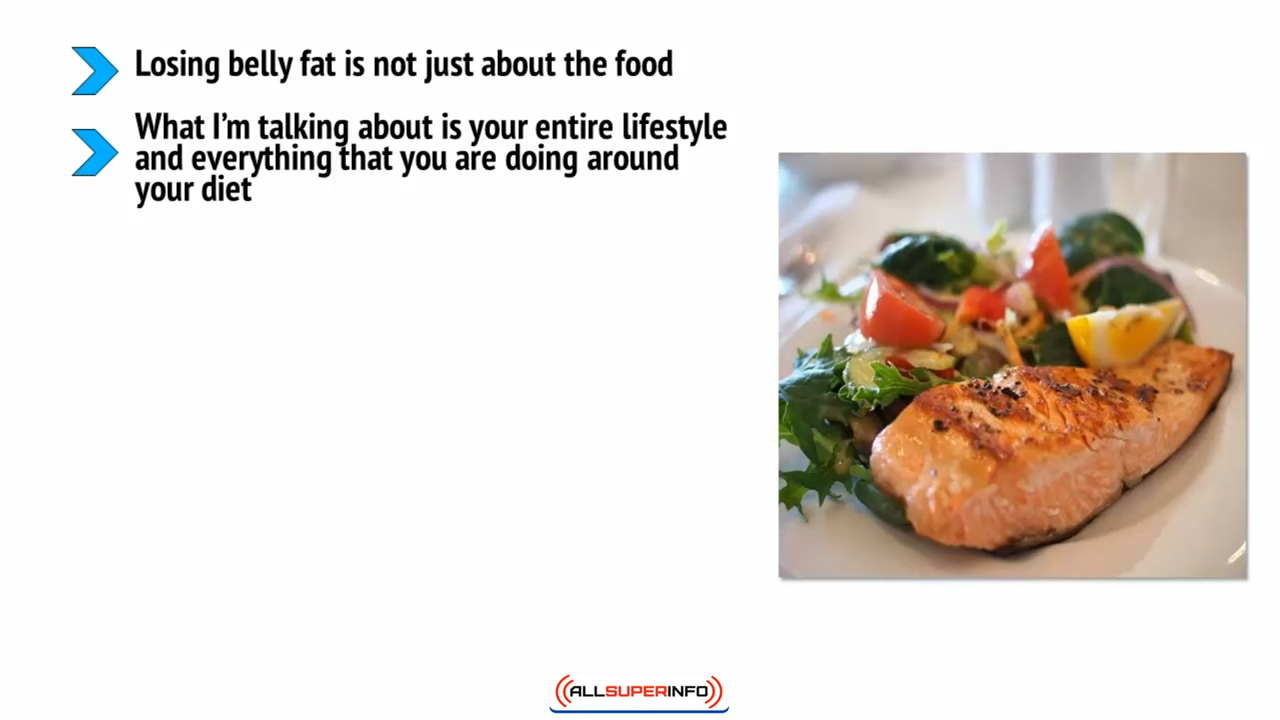 Losing belly fat is not just about the food
What I'm talking about is your entire lifestyle
and everything that you are doing around
your diet
ALLSUPERINFO